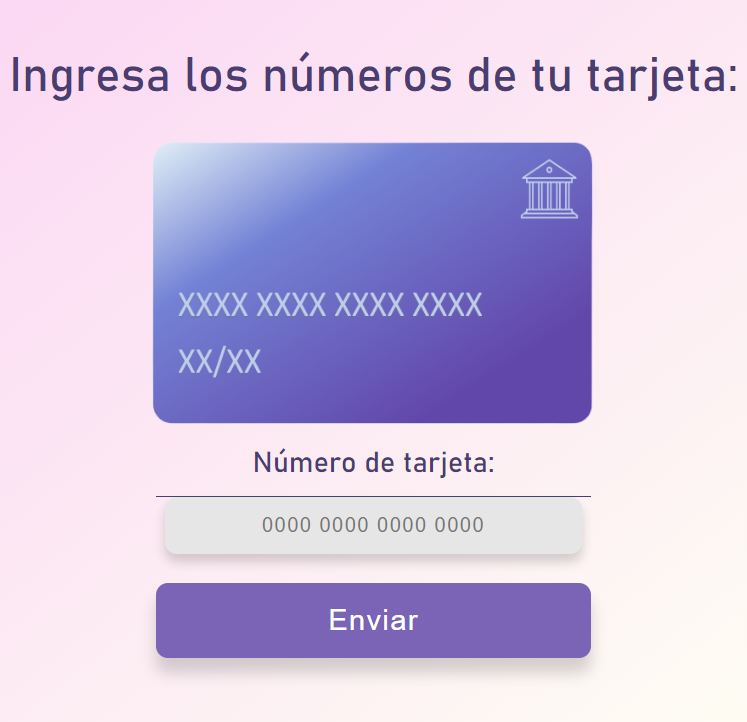 Ingresa los números de tu tarjeta:
XXXX XXXX XXXX XXXX
XX/XX
Número de tarjeta:
0000 0000 0000 0000
Enviar